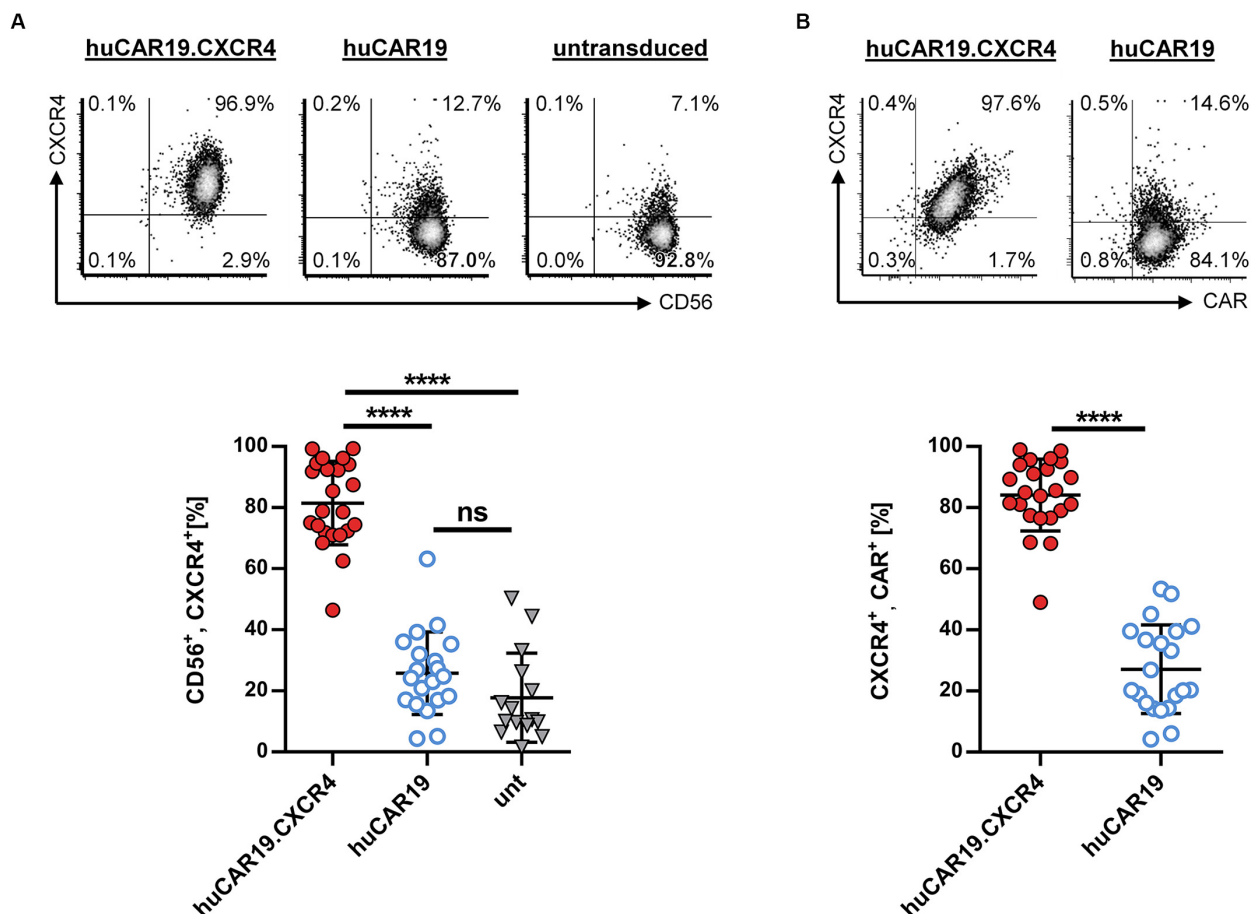 A
huCAR19.CXCR4
huCAR19
untransduced
CXCR4
0.1%
96.9%
0.1%
2.9%
0.2%
12.7%
0.1%
87.0%
0.1%
7.1%
0.0%
92.8%
CD56
B
huCAR19.CXCR4
huCAR19
CXCR4
0.4%
97.6%
0.3%
1.7%
0.5%
14.6%
0.8%
84.1%
CAR
****
****
ns
CD56⁺, CXCR4⁺[%]
100
80
60
40
20
0
huCAR19.CXCR4
huCAR19
unt
****
CXCR4⁺, CAR⁺ [%]
100
80
60
40
20
0
huCAR19.CXCR4
huCAR19